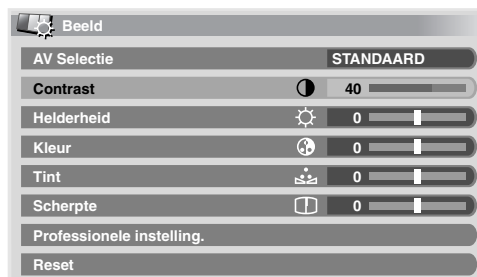 Beeld
AV Selectie STANDAARD
Contrast 40
Helderheid 0
Kleur 0
Tint 0
Scherpte 0
Professionele instelling.
Reset